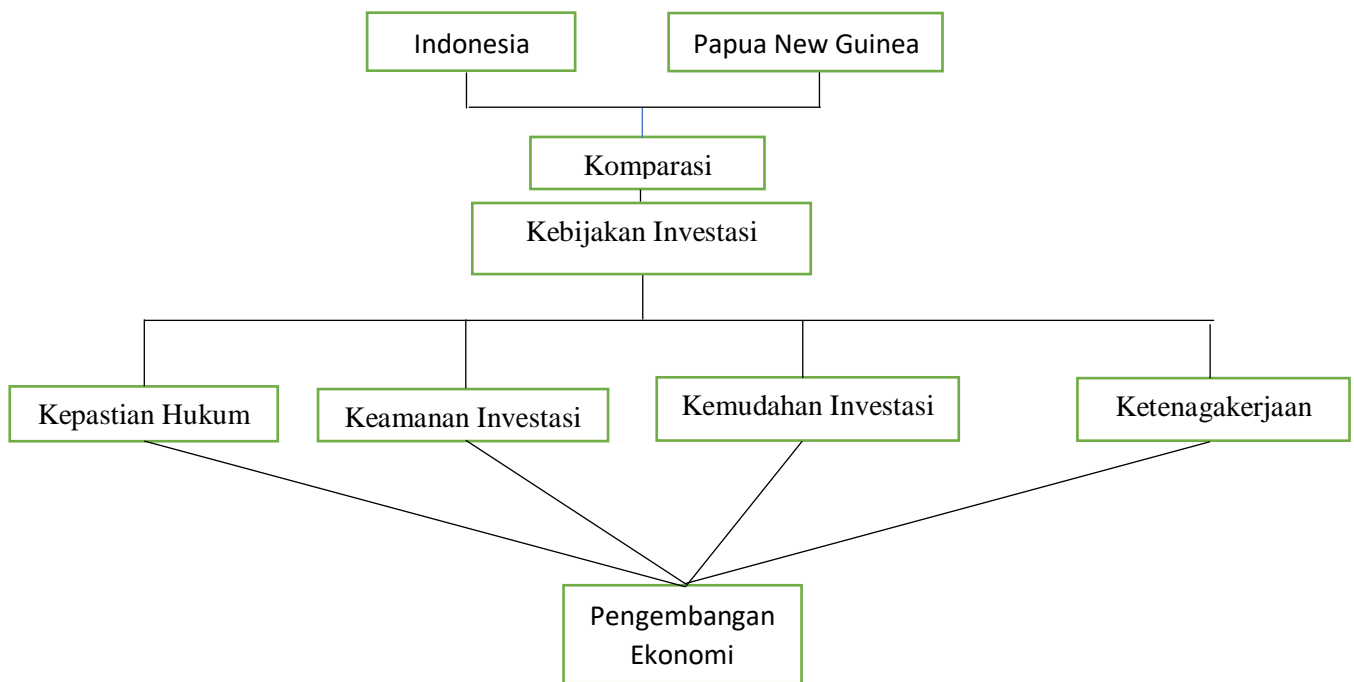 Indonesia
Papua New Guinea
Komparasi
Kebijakan Investasi
Kepastian Hukum
Keamanan Investasi
Kemudahan Investasi
Ketenagakerjaan
Pengembangan
Ekonomi